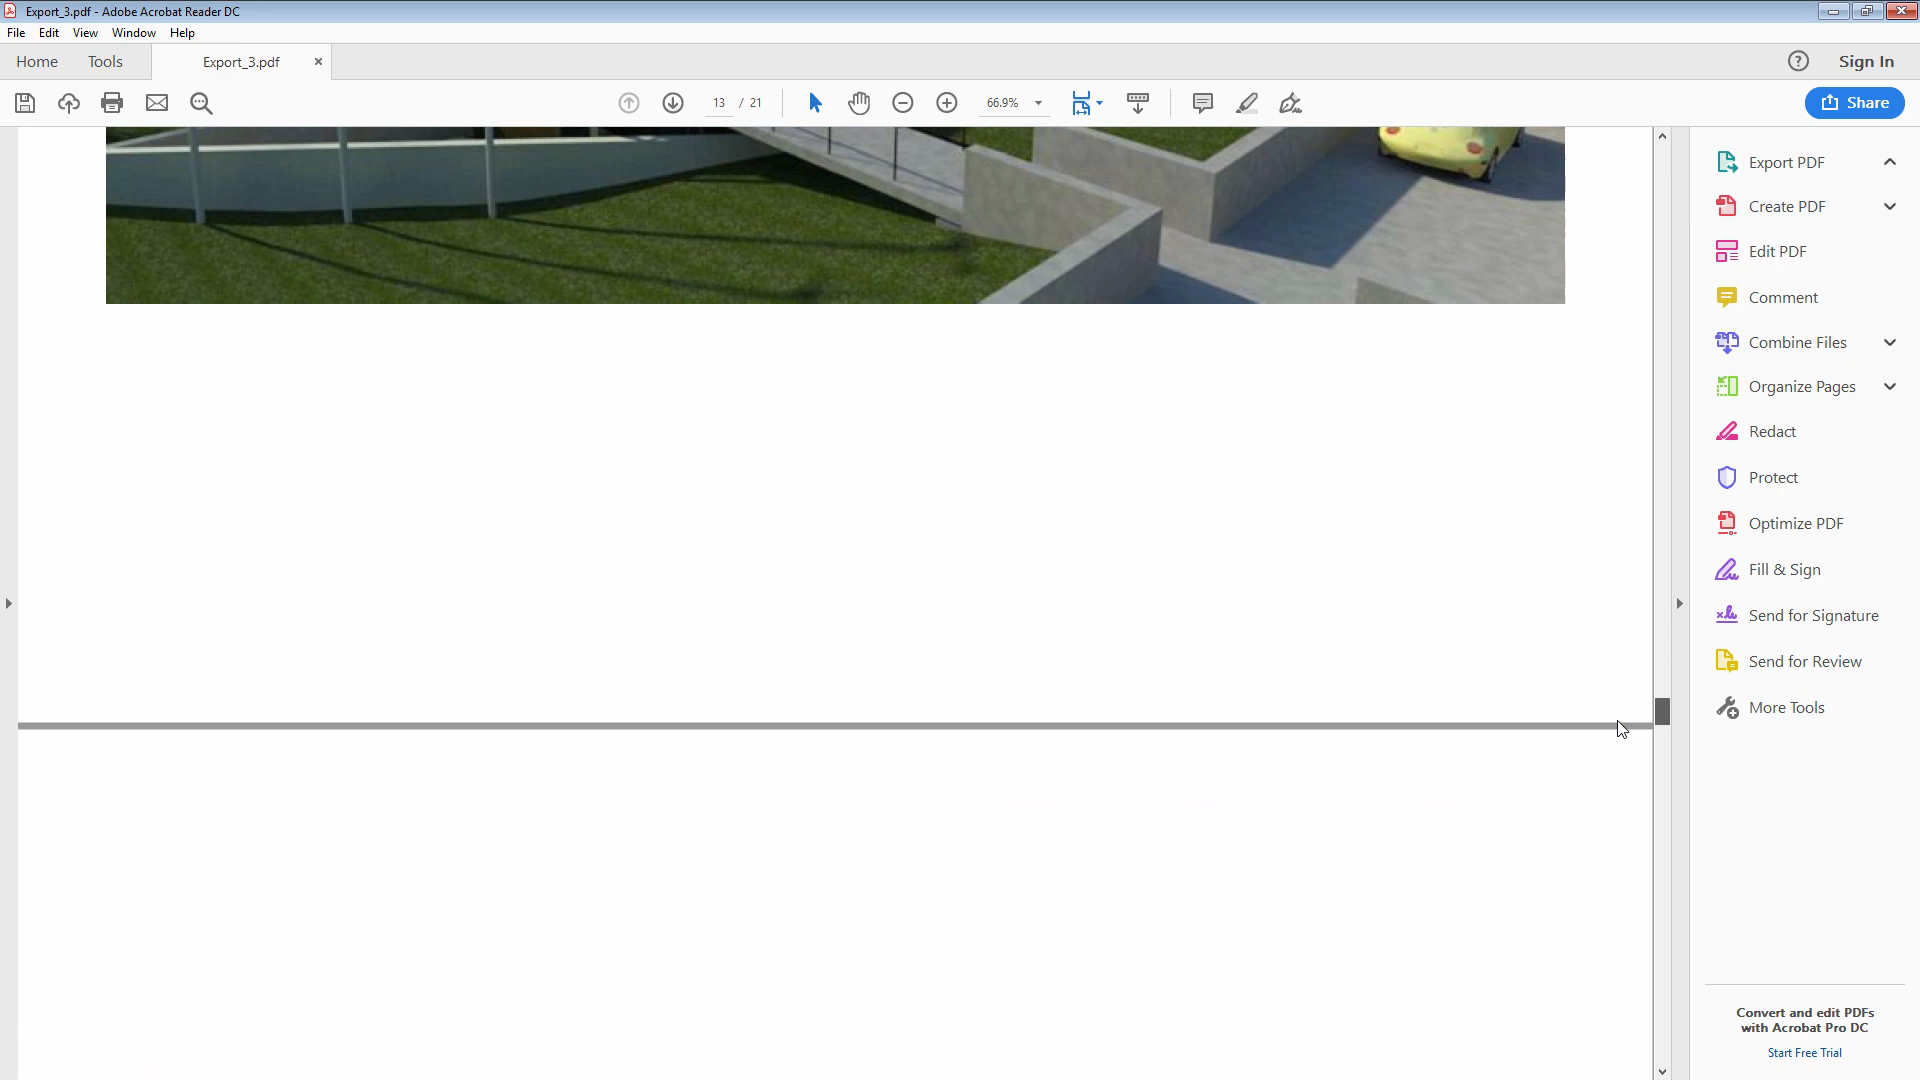 Export_3.pdf - Adobe Acrobat Reader DC
File Edit View Window Help
Home Tools Export_3.pdf × Sign In
13 / 21 66.9% Share
Export PDF
Create PDF
Edit PDF
Comment
Combine Files
Organize Pages
Redact
Protect
Optimize PDF
Fill & Sign
Send for Signature
Send for Review
More Tools
Convert and edit PDFs
with Acrobat Pro DC
Start Free Trial